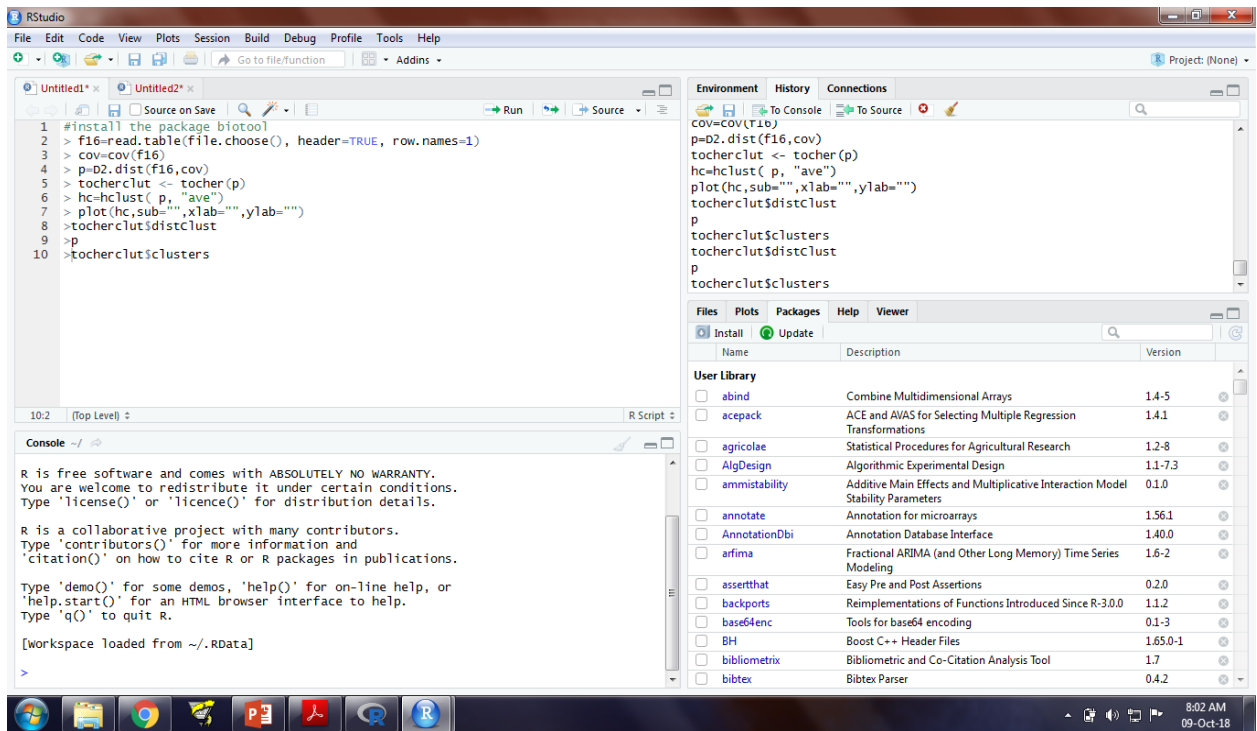 RStudio
File Edit Code View Plots Session Build Debug Profile Tools Help
Go to file/function
Addins
Project: (None)
Untitled1*
Untitled2*
Source on Save
Run
Source
1 #install the package biotool
2 > f16=read.table(file.choose(), header=TRUE, row.names=1)
3 > cov=cov(f16)
4 > p=D2.dist(f16,cov)
5 > tocherclut <- tocher(p)
6 > hc=hclust( p, "ave")
7 > plot(hc,sub="",xlab="",ylab="")
8 >tocherclut$distClust
9 >p
10 >tocherclut$clusters
10:2 (Top Level)
R Script
Console ~/
R is free software and comes with ABSOLUTELY NO WARRANTY.
You are welcome to redistribute it under certain conditions.
Type 'license()' or 'licence()' for distribution details.
R is a collaborative project with many contributors.
Type 'contributors()' for more information and
'citation()' on how to cite R or R packages in publications.
Type 'demo()' for some demos, 'help()' for on-line help, or
'help.start()' for an HTML browser interface to help.
Type 'q()' to quit R.
[Workspace loaded from ~/.RData]
>
Environment History Connections
To Console To Source
cov=cov(f16)
p=D2.dist(f16,cov)
tocherclut <- tocher(p)
hc=hclust( p, "ave")
plot(hc,sub="",xlab="",ylab="")
tocherclut$distClust
p
tocherclut$clusters
tocherclut$distClust
p
tocherclut$clusters
Files Plots Packages Help Viewer
Install Update
Name Description Version
User Library
abind Combine Multidimensional Arrays 1.4-5
acepack ACE and AVAS for Selecting Multiple Regression 1.4.1
Transformations
agricolae Statistical Procedures for Agricultural Research 1.2-8
AlgDesign Algorithmic Experimental Design 1.1-7.3
ammistability Additive Main Effects and Multiplicative Interaction Model 0.1.0
Stability Parameters
annotate Annotation for microarrays 1.56.1
AnnotationDbi Annotation Database Interface 1.40.0
arfima Fractional ARIMA (and Other Long Memory) Time Series 1.6-2
Modeling
assertthat Easy Pre and Post Assertions 0.2.0
backports Reimplementations of Functions Introduced Since R-3.0.0 1.1.2
base64enc Tools for base64 encoding 0.1-3
BH Boost C++ Header Files 1.65.0-1
bibliometrix Bibliometric and Co-Citation Analysis Tool 1.7
bibtex Bibtex Parser 0.4.2
8:02 AM
09-Oct-18